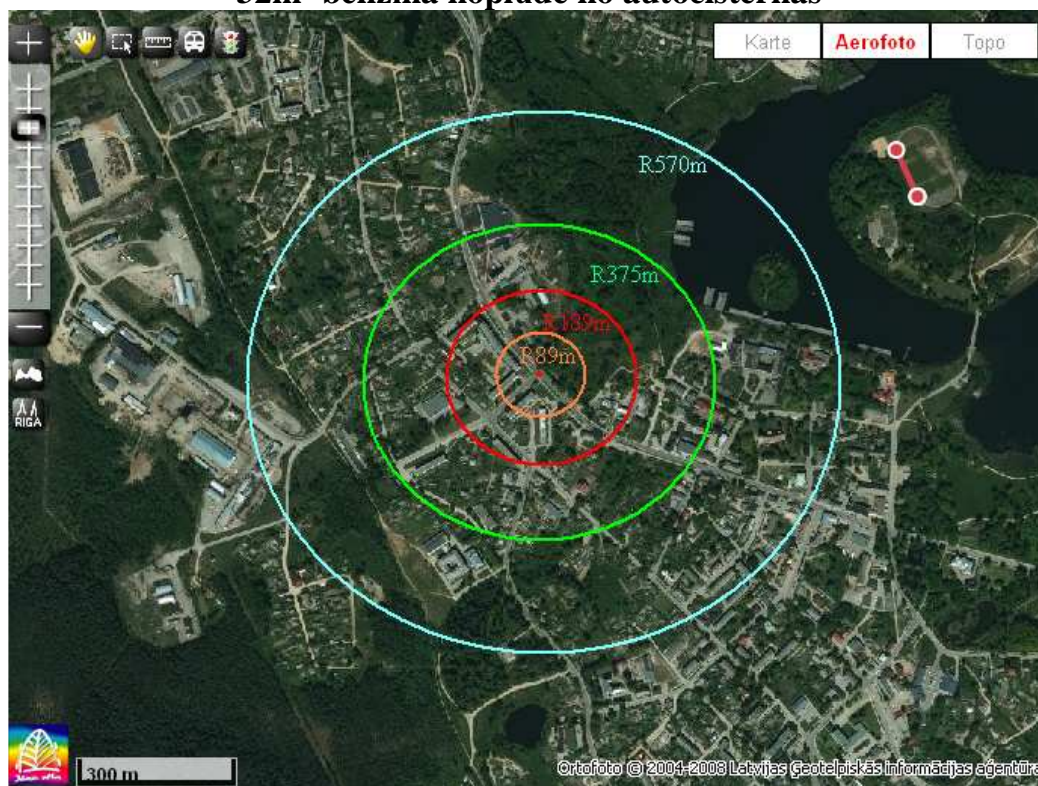 32m³ benzīna noplūde no autocisternas
Karte
Aerofoto
Topo
R570m
R375m
R189m
R89m
RIGA
300 m
Ortofoto © 2004-2008 Latvijas Ģeotelpiskās informācijas aģentūra